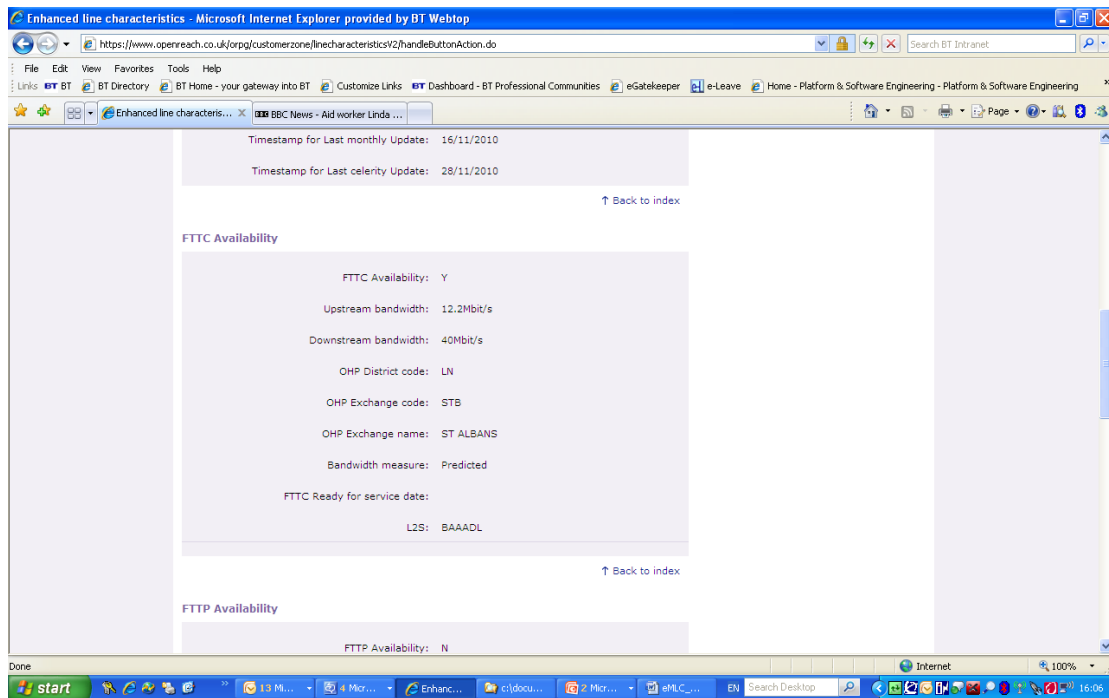 Enhanced line characteristics - Microsoft Internet Explorer provided by BT Webtop
https://www.openreach.co.uk/orpg/customerzone/linecharacteristicsV2/handleButtonAction.do
Search BT Intranet
File Edit View Favorites Tools Help
Links BT BT BT Directory BT Home - your gateway into BT Customize Links BT Dashboard - BT Professional Communities eGatekeeper e-Leave Home - Platform & Software Engineering - Platform & Software Engineering
Enhanced line characteris... BBC News - Aid worker Linda ... Page
Timestamp for Last monthly Update: 16/11/2010
Timestamp for Last celerity Update: 28/11/2010
↑ Back to index
FTTC Availability
FTTC Availability: Y
Upstream bandwidth: 12.2Mbit/s
Downstream bandwidth: 40Mbit/s
OHP District code: LN
OHP Exchange code: STB
OHP Exchange name: ST ALBANS
Bandwidth measure: Predicted
FTTC Ready for service date:
L2S: BAAADL
↑ Back to index
FTTP Availability
FTTP Availability: N
Done Internet 100%
start 13 Mi... 4 Micr... Enhanc... c:\docu... 2 Micr... eMLC_... EN Search Desktop 16:06